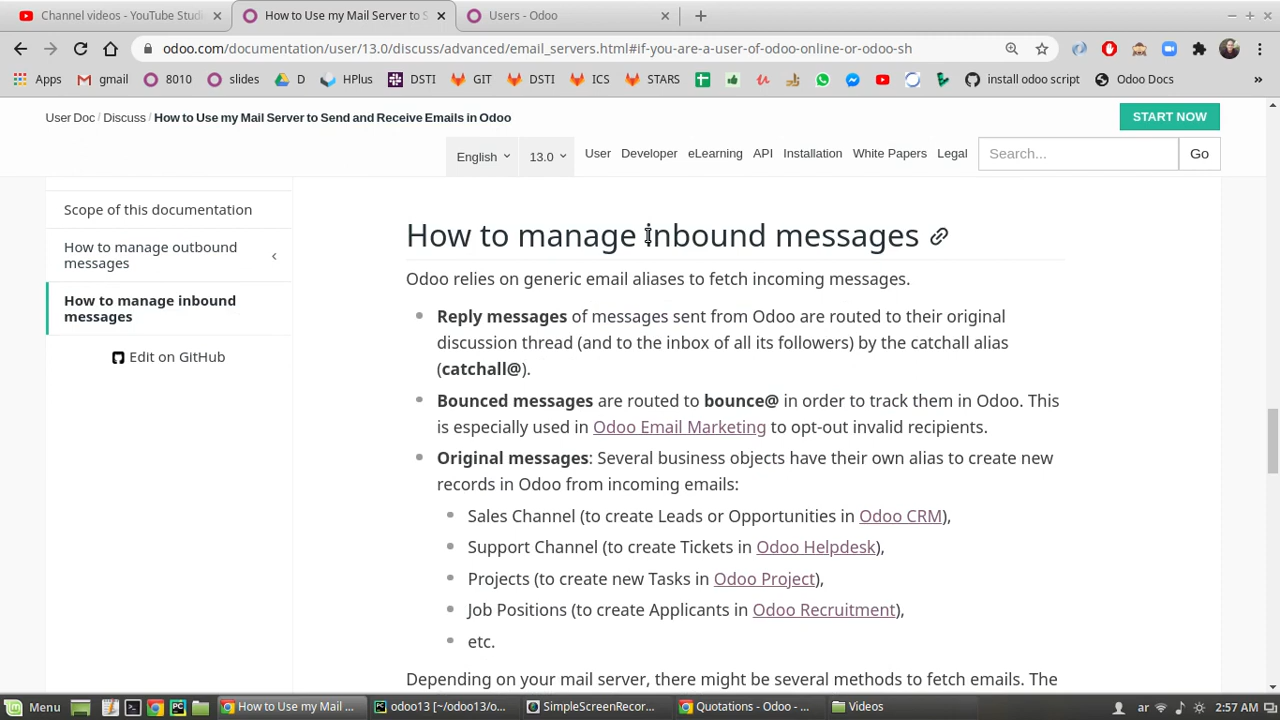 Channel videos - YouTube Studi
How to Use my Mail Server to S
Users - Odoo
odoo.com/documentation/user/13.0/discuss/advanced/email_servers.html#if-you-are-a-user-of-odoo-online-or-odoo-sh
Apps gmail 8010 slides D HPlus DSTI GIT DSTI ICS STARS install odoo script Odoo Docs »
User Doc / Discuss / How to Use my Mail Server to Send and Receive Emails in Odoo
START NOW
English 13.0 User Developer eLearning API Installation White Papers Legal Search... Go
Scope of this documentation
How to manage outbound
messages
How to manage inbound
messages
Edit on GitHub
How to manage inbound messages
Odoo relies on generic email aliases to fetch incoming messages.
Reply messages of messages sent from Odoo are routed to their original
discussion thread (and to the inbox of all its followers) by the catchall alias
(catchall@).
Bounced messages are routed to bounce@ in order to track them in Odoo. This
is especially used in Odoo Email Marketing to opt-out invalid recipients.
Original messages: Several business objects have their own alias to create new
records in Odoo from incoming emails:
Sales Channel (to create Leads or Opportunities in Odoo CRM),
Support Channel (to create Tickets in Odoo Helpdesk),
Projects (to create new Tasks in Odoo Project),
Job Positions (to create Applicants in Odoo Recruitment),
etc.
Depending on your mail server, there might be several methods to fetch emails. The
Menu How to Use my Mail ... odoo13 [~/odoo13/o... SimpleScreenRecor... Quotations - Odoo - ... Videos ar 2:57 AM